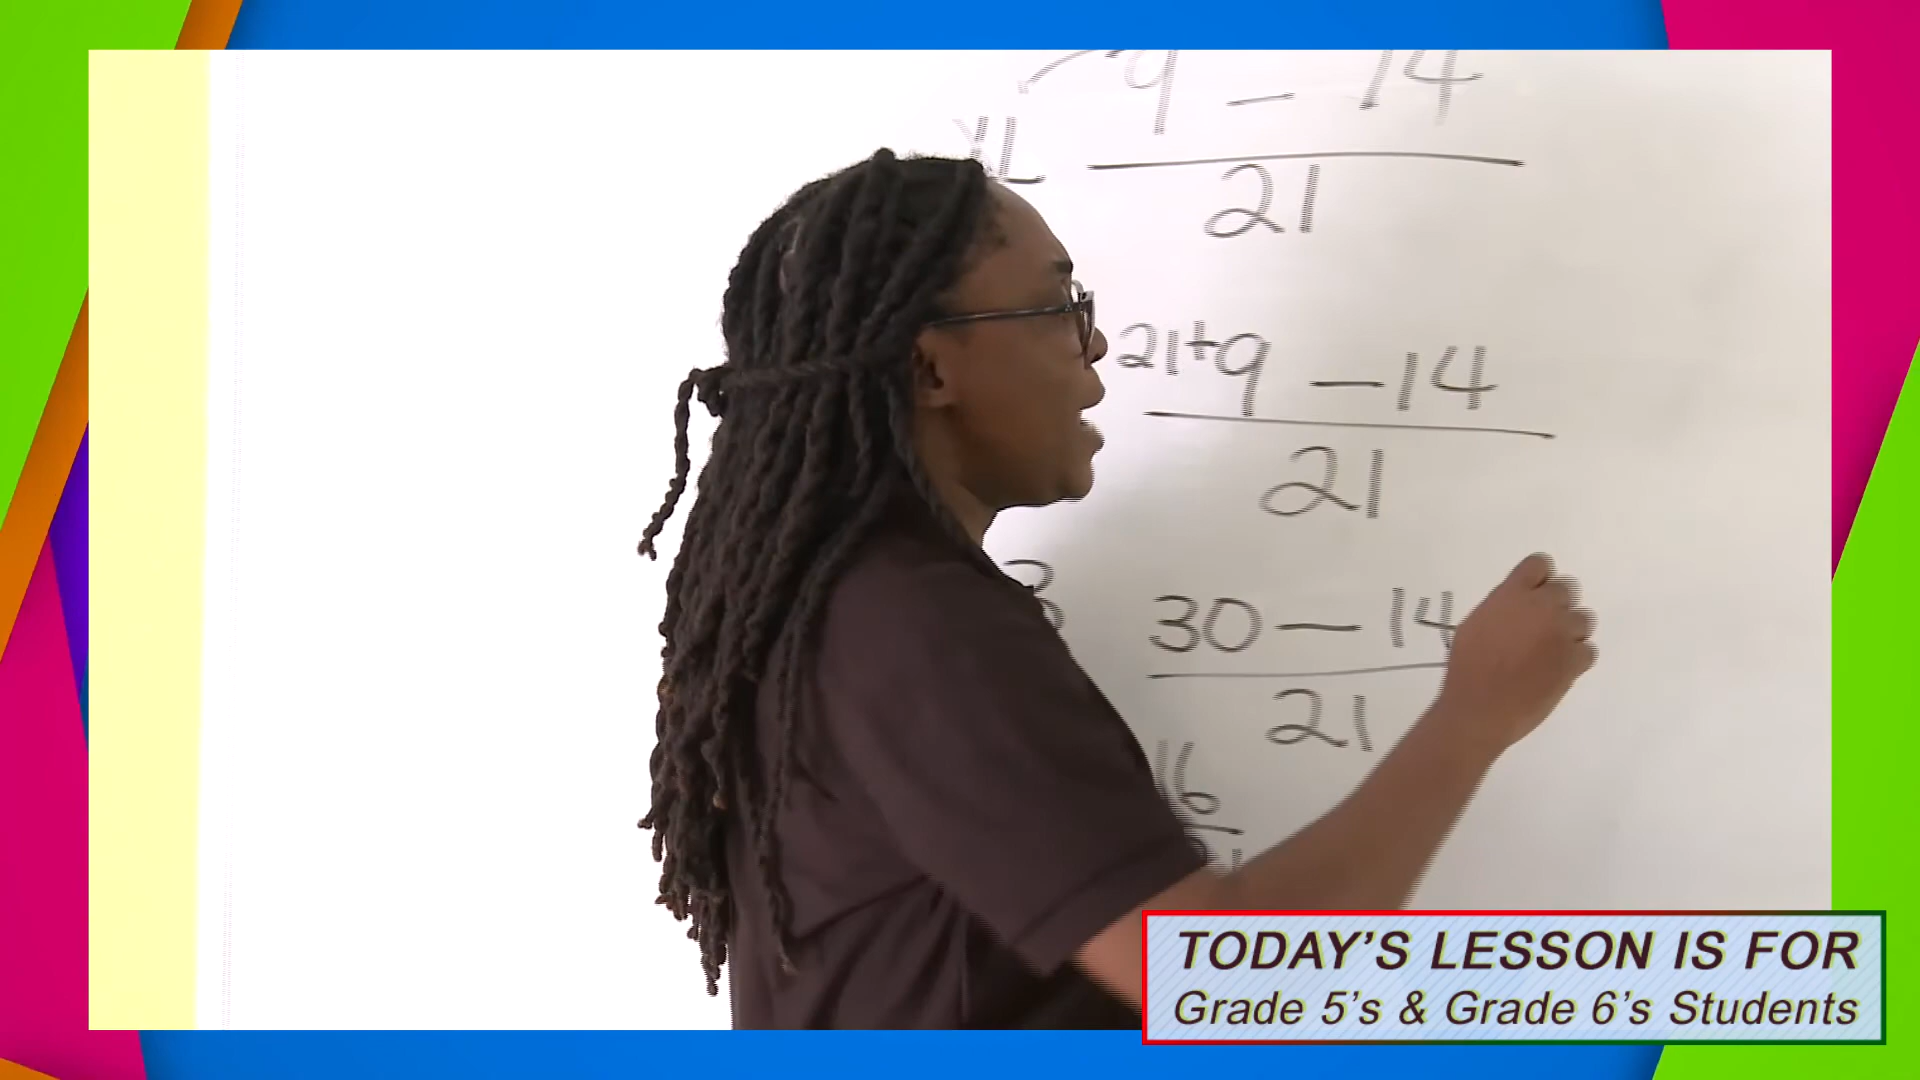 9 - 14
21
21+9 - 14
21
3
30 - 14
21
16
TODAY'S LESSON IS FOR
Grade 5's & Grade 6's Students